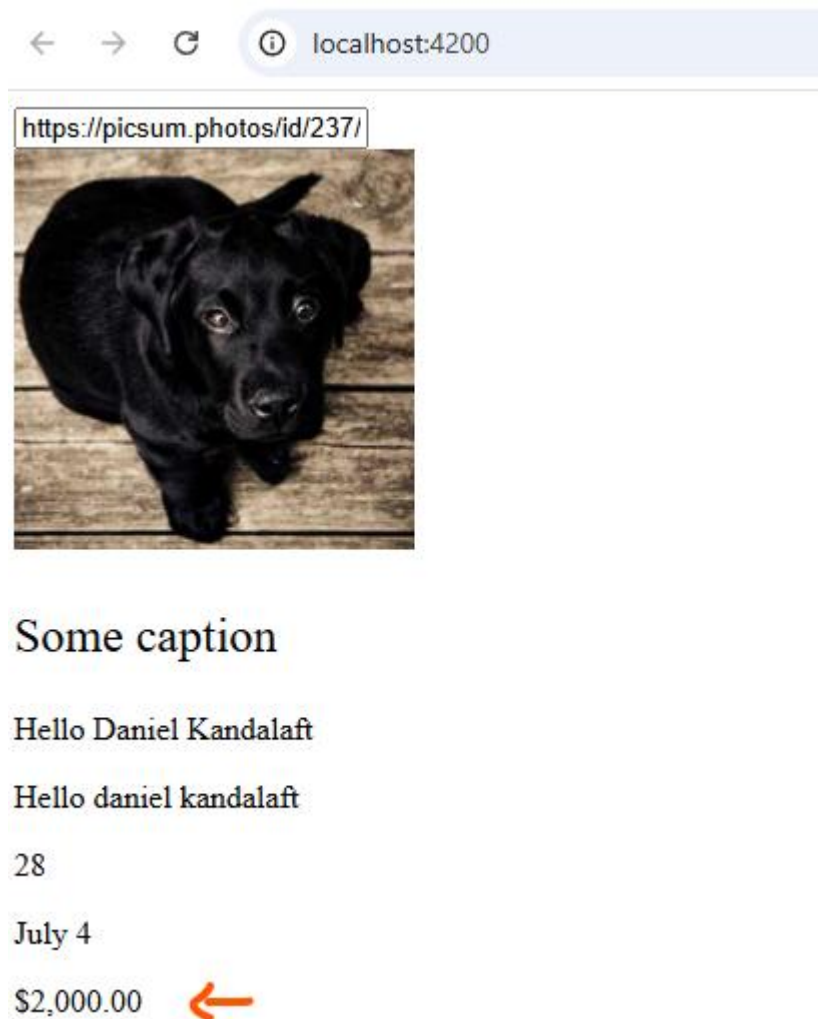 localhost:4200
https://picsum.photos/id/237/
Some caption
Hello Daniel Kandalaft
Hello daniel kandalaft
28
July 4
$2,000.00